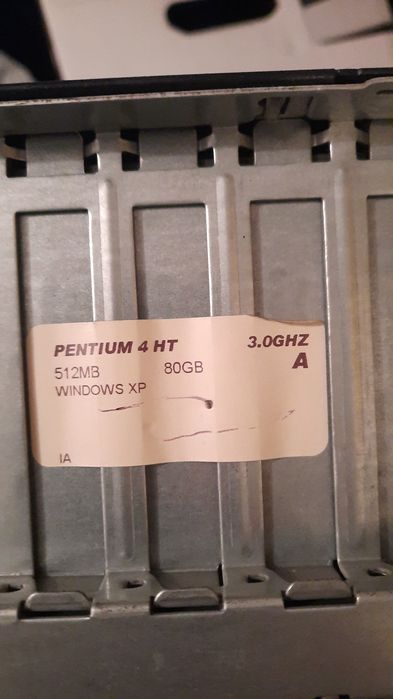 PENTIUM 4 HT 3.0GHZ
512MB 80GB A
WINDOWS XP
IA